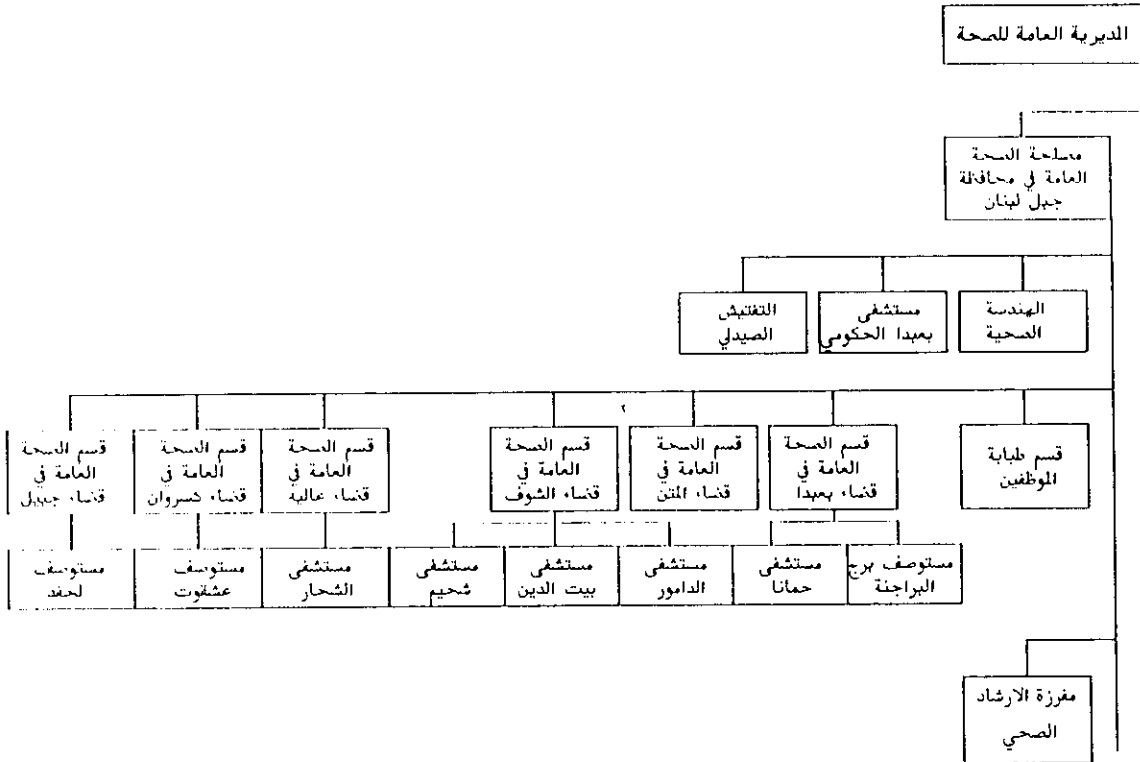 المديرية العامة للصحة
مصلحة الصحة
العامة في محافظة
جبل لبنان
الهندسة
الصحية
مستشفى
بعبدا الحكومي
التفتيش
الصيدلي
قسم طبابة
الموظفين
قسم الصحة
العامة في
قضاء بعبدا
قسم الصحة
العامة في
قضاء المتن
قسم الصحة
العامة في
قضاء الشوف
قسم الصحة
العامة في
قضاء عاليه
قسم الصحة
العامة في
قضاء كسروان
قسم الصحة
العامة في
قضاء جبيل
مستوصف برج
البراجنة
مستشفى
حمانا
مستشفى
الدامور
مستشفى
بيت الدين
مستشفى
شحيم
مستشفى
الشحار
مستوصف
عشقوت
مستوصف
لحفد
مفرزة الارشاد
الصحي